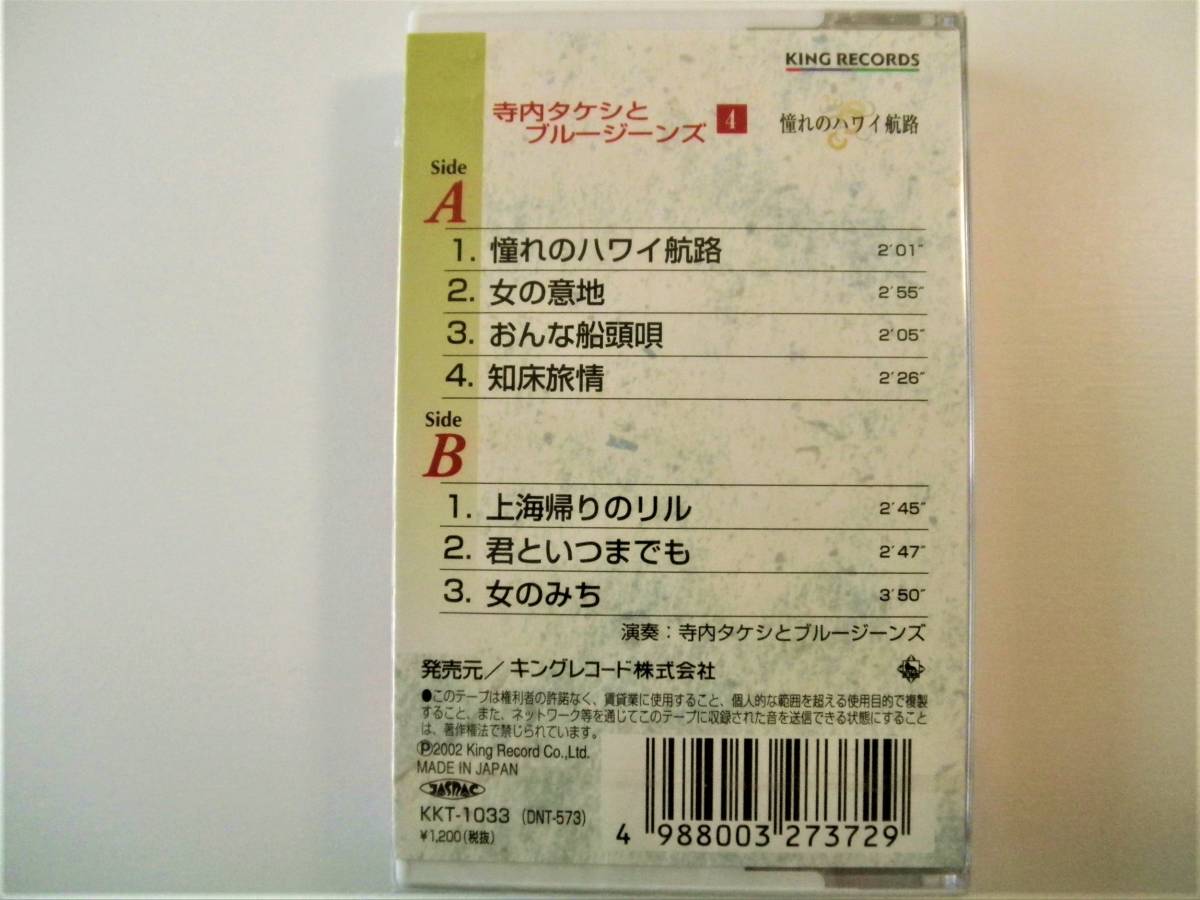 KING RECORDS
寺内タケシと
ブルージーンズ 4 憧れのハワイ航路
Side
A
1. 憧れのハワイ航路 2′01″
2. 女の意地 2′55″
3. おんな船頭唄 2′05″
4. 知床旅情 2′26″
Side
B
1. 上海帰りのリル 2′45″
2. 君といつまでも 2′47″
3. 女のみち 3′50″
演奏：寺内タケシとブルージーンズ
発売元／キングレコード株式会社
●このテープは権利者の許諾なく、賃貸業に使用すること、個人的な範囲を超える使用目的で複製
すること、また、ネットワーク等を通じてこのテープに収録された音を送信できる状態にすること
は、著作権法で禁じられています。
℗2002 King Record Co.,Ltd.
MADE IN JAPAN
JASRAC
KKT-1033 (DNT-573)
¥1,200(税抜)
4 988003 273729